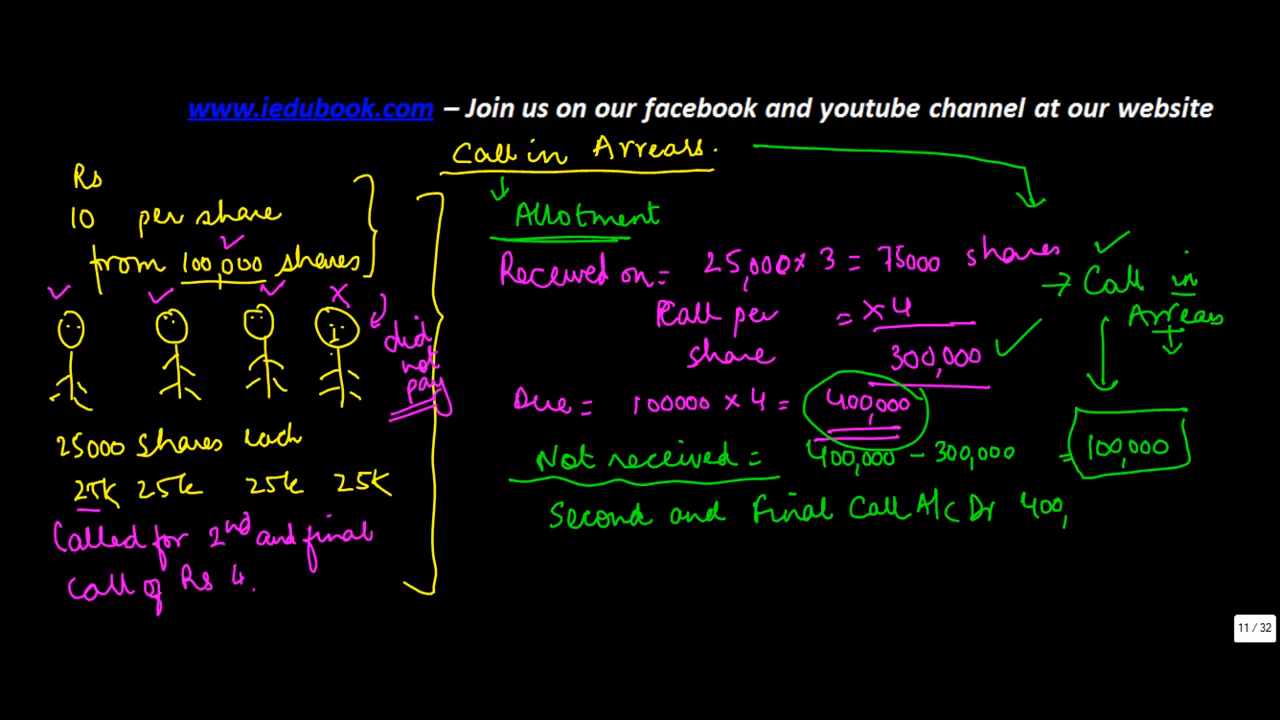 www.iedubook.com – Join us on our facebook and youtube channel at our website
Call in Arrears.
Rs
10 per share
from 100,000 shares
did
not
pay
25000 shares each
25k 25k 25k 25K
Called for 2nd and final
call of Rs 4.
Allotment
Received on = 25,000 x 3 = 75000 shares
Call per = x 4
share 300,000
Due = 100000 x 4 = 400,000
Not received = 400,000 - 300,000 = 100,000
Second and Final Call A/C Dr 400,
→ Call in
Arrears
11 / 32